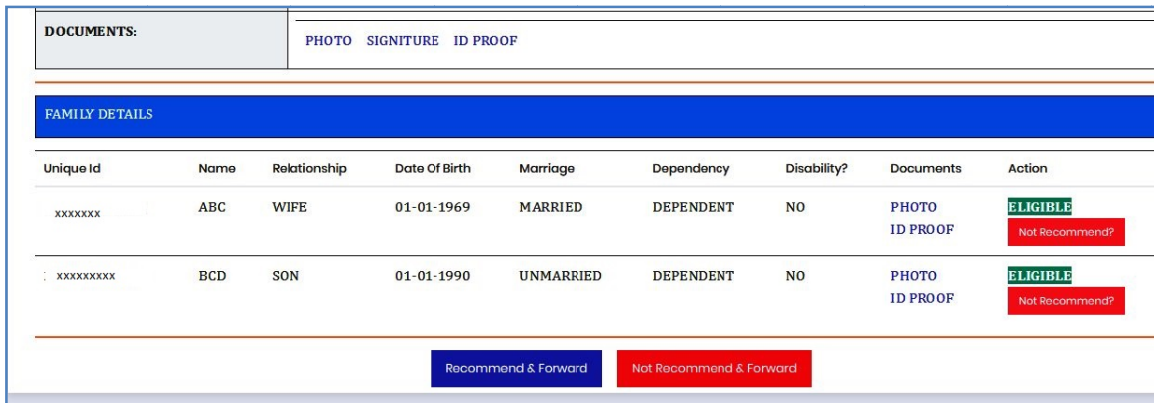 DOCUMENTS:
PHOTO SIGNITURE ID PROOF
FAMILY DETAILS
Unique Id Name Relationship Date Of Birth Marriage Dependency Disability? Documents Action
xxxxxxx ABC WIFE 01-01-1969 MARRIED DEPENDENT NO PHOTO ELIGIBLE
ID PROOF Not Recommend?
xxxxxxxxx BCD SON 01-01-1990 UNMARRIED DEPENDENT NO PHOTO ELIGIBLE
ID PROOF Not Recommend?
Recommend & Forward Not Recommend & Forward